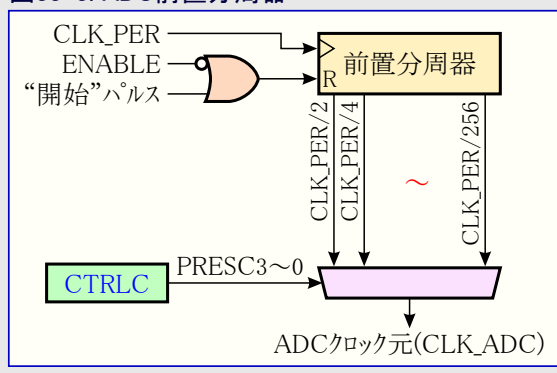 CLK_PER
ENABLE
“開始”パルス
前置分周器
R
CLK_PER/2
CLK_PER/4
～
CLK_PER/256
CTRLC
PRESC3～0
ADCクロック元(CLK_ADC)